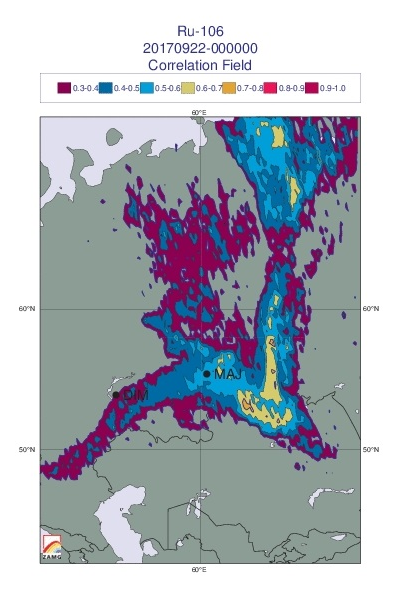 Ru-106
20170922-000000
Correlation Field
0.3-0.4 0.4-0.5 0.5-0.6 0.6-0.7 0.7-0.8 0.8-0.9 0.9-1.0
60°E
60°N 60°N
MAJ
DIM
50°N 50°N
ZAMG
60°E